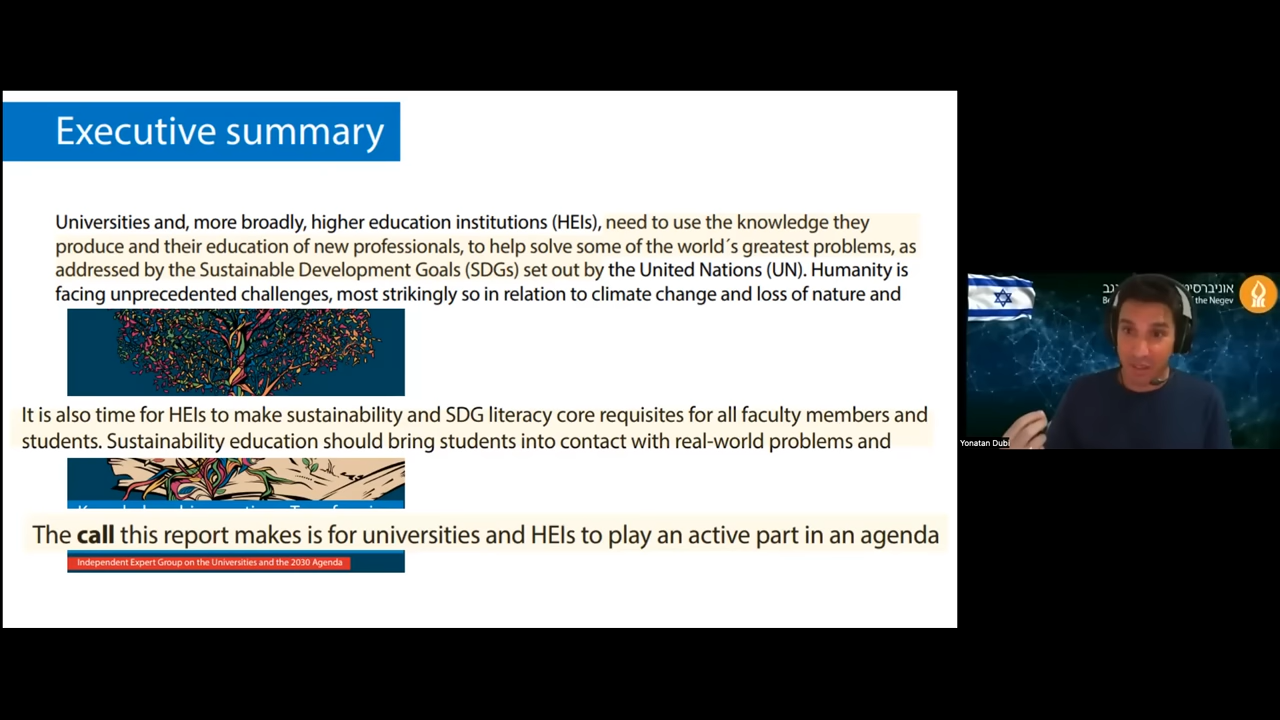 Executive summary
Universities and, more broadly, higher education institutions (HEIs), need to use the knowledge they
produce and their education of new professionals, to help solve some of the world´s greatest problems, as
addressed by the Sustainable Development Goals (SDGs) set out by the United Nations (UN). Humanity is
facing unprecedented challenges, most strikingly so in relation to climate change and loss of nature and
It is also time for HEIs to make sustainability and SDG literacy core requisites for all faculty members and
students. Sustainability education should bring students into contact with real-world problems and
The call this report makes is for universities and HEIs to play an active part in an agenda
Independent Expert Group on the Universities and the 2030 Agenda
of the Negev
Yonatan Dubi